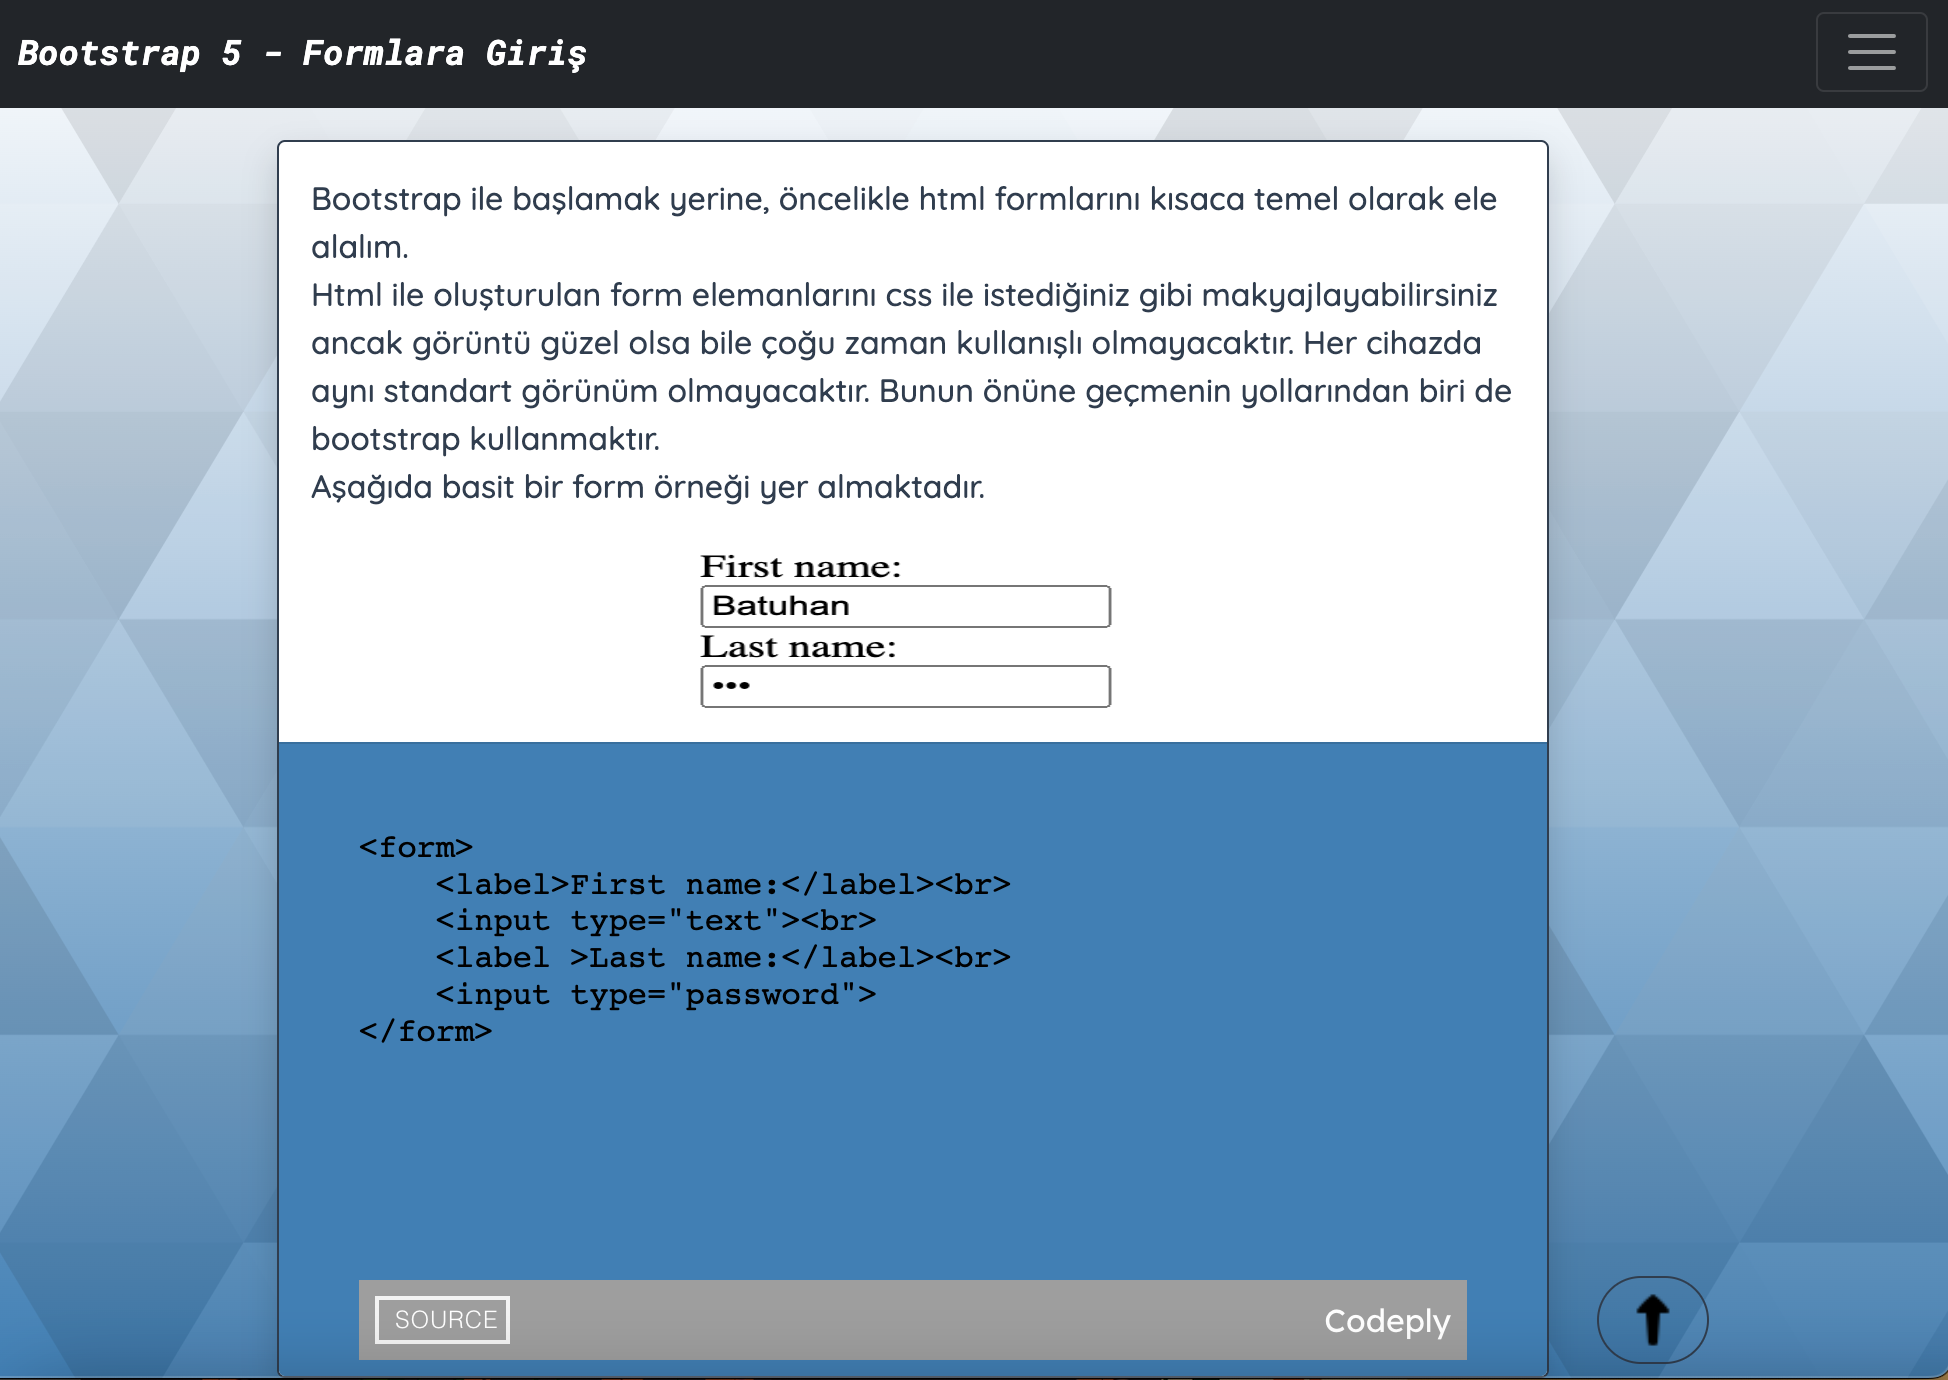 Bootstrap 5 - Formlara Giriş
Bootstrap ile başlamak yerine, öncelikle html formlarını kısaca temel olarak ele
alalım.
Html ile oluşturulan form elemanlarını css ile istediğiniz gibi makyajlayabilirsiniz
ancak görüntü güzel olsa bile çoğu zaman kullanışlı olmayacaktır. Her cihazda
aynı standart görünüm olmayacaktır. Bunun önüne geçmenin yollarından biri de
bootstrap kullanmaktır.
Aşağıda basit bir form örneği yer almaktadır.
First name:
Batuhan
Last name:
•••
<form>
    <label>First name:</label><br>
    <input type="text"><br>
    <label >Last name:</label><br>
    <input type="password">
</form>
SOURCE
Codeply